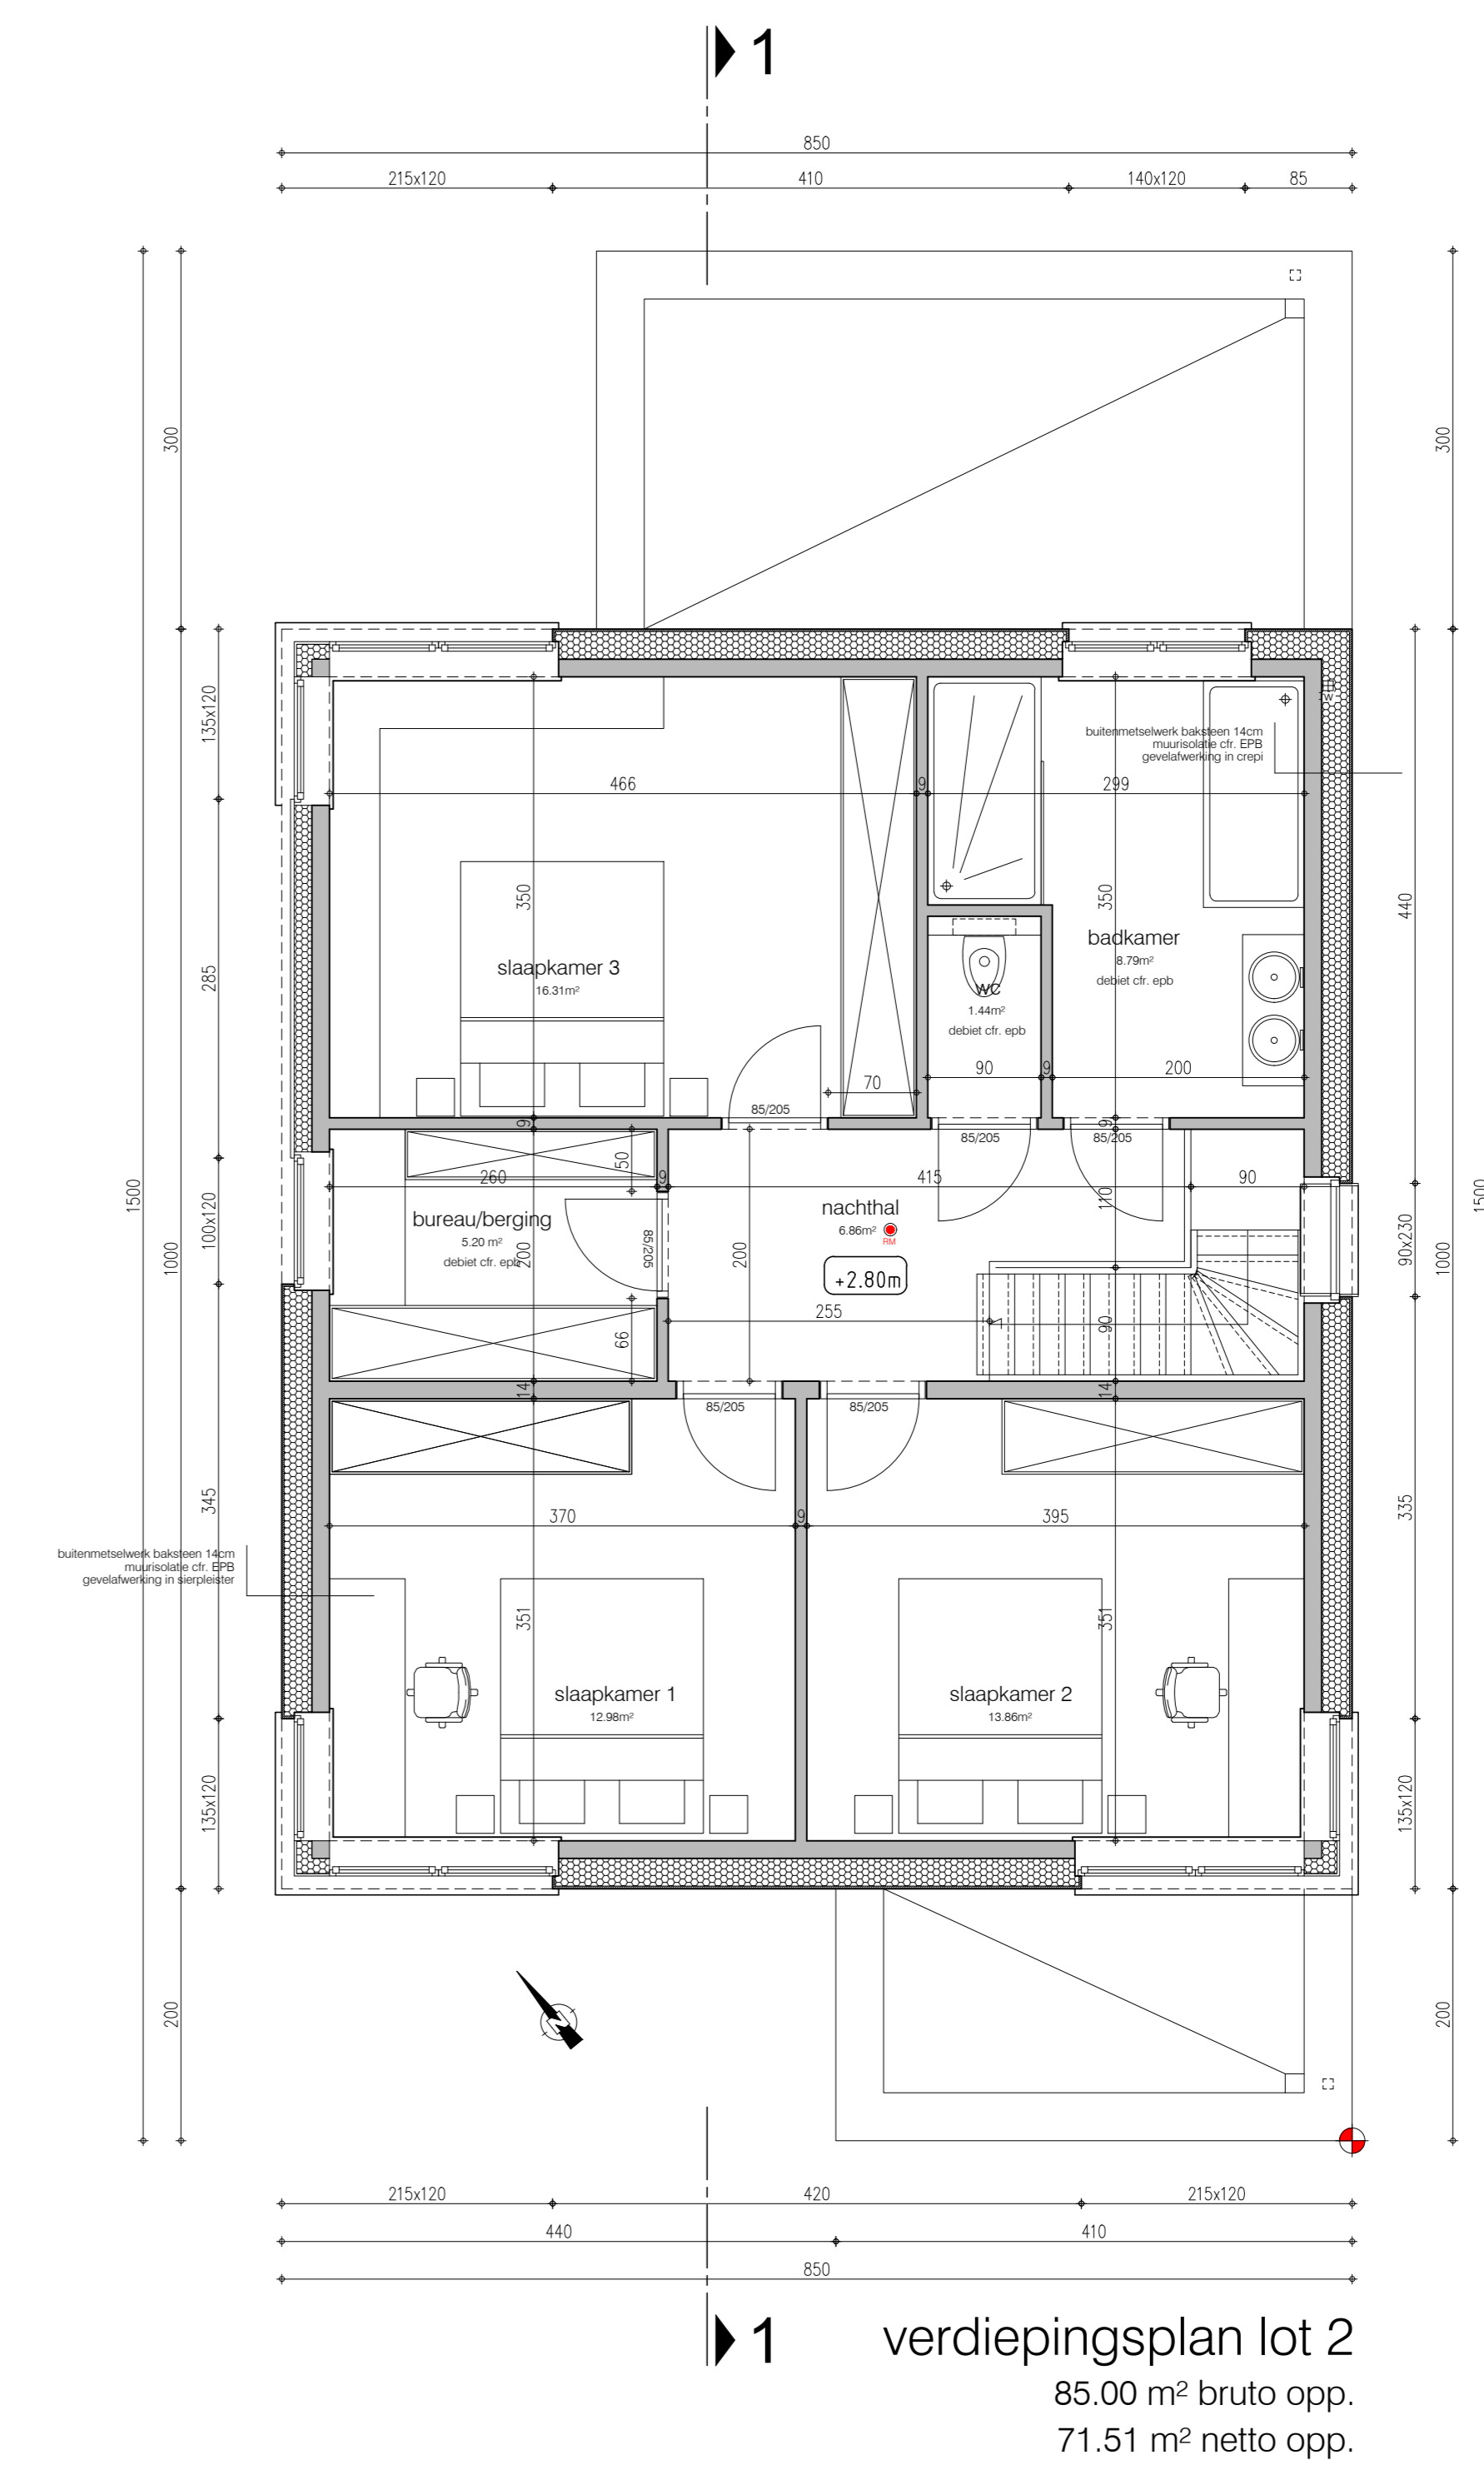 1
850
215x120 410 140x120 85
300
300
135x120
buitenmetselwerk baksteen 14cm
muurisolatie cfr. EPB
gevelafwerking in crepi
466 9 299
350
350
440
285
slaapkamer 3
16.31m²
badkamer
8.79m²
debiet cfr. epb
WC
1.44m²
debiet cfr. epb
70
90 9 200
85/205
85/205
85/205
9
9
50
260 9 415 90
110
1500
1000
100x120
bureau/berging
5.20 m²
debiet cfr. epb
200
85/205
200
nachthal
6.86m²
RM
+2.80m
90x230
1000
1500
255
66
90
14
14
85/205
85/205
345
335
370 9 395
buitenmetselwerk baksteen 14cm
muurisolatie cfr. EPB
gevelafwerking in sierpleister
351
351
slaapkamer 1
12.98m²
slaapkamer 2
13.86m²
135x120
135x120
200
200
215x120 420 215x120
440 410
850
1
verdiepingsplan lot 2
85.00 m² bruto opp.
71.51 m² netto opp.